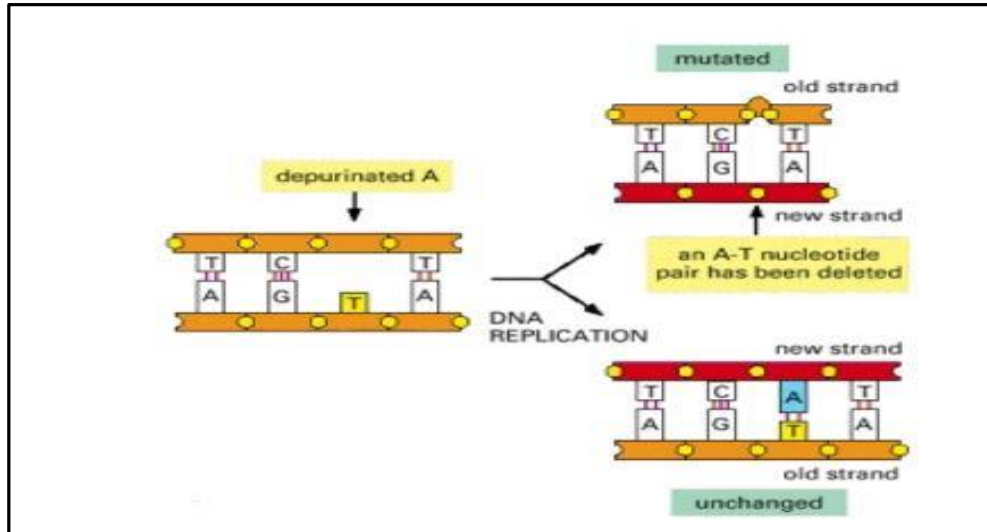 mutated
old strand
T C T
A G A
new strand
an A-T nucleotide
pair has been deleted
depurinated A
T C T
A G T A
DNA
REPLICATION
new strand
T C A T
A G T A
old strand
unchanged